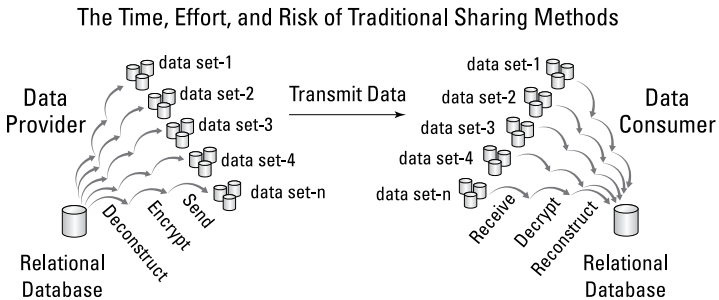 The Time, Effort, and Risk of Traditional Sharing Methods
Data
Provider
data set-1
data set-2
data set-3
data set-4
data set-n
Deconstruct
Encrypt
Send
Relational
Database
Transmit Data
data set-1
data set-2
data set-3
data set-4
data set-n
Data
Consumer
Receive
Decrypt
Reconstruct
Relational
Database